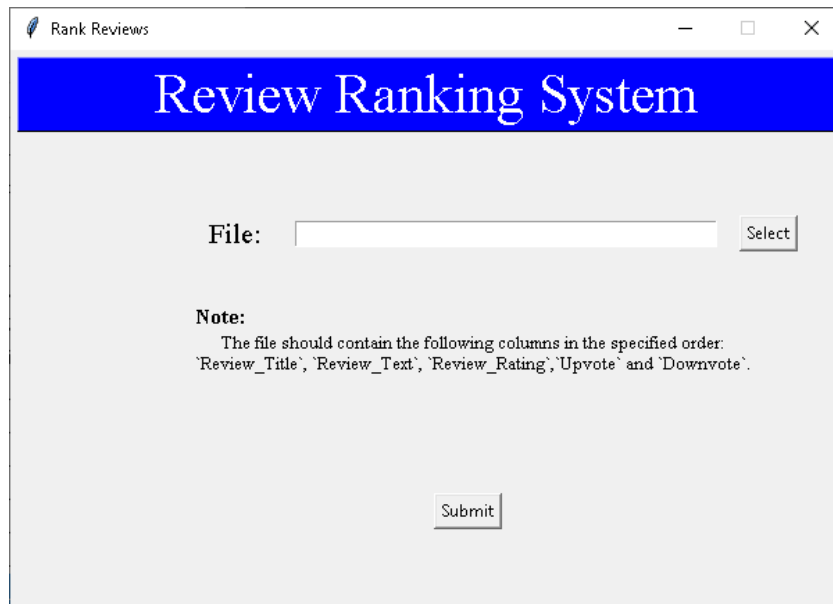 Rank Reviews
Review Ranking System
File:
Select
Note:
The file should contain the following columns in the specified order:
`Review_Title`, `Review_Text`, `Review_Rating`,`Upvote` and `Downvote`.
Submit